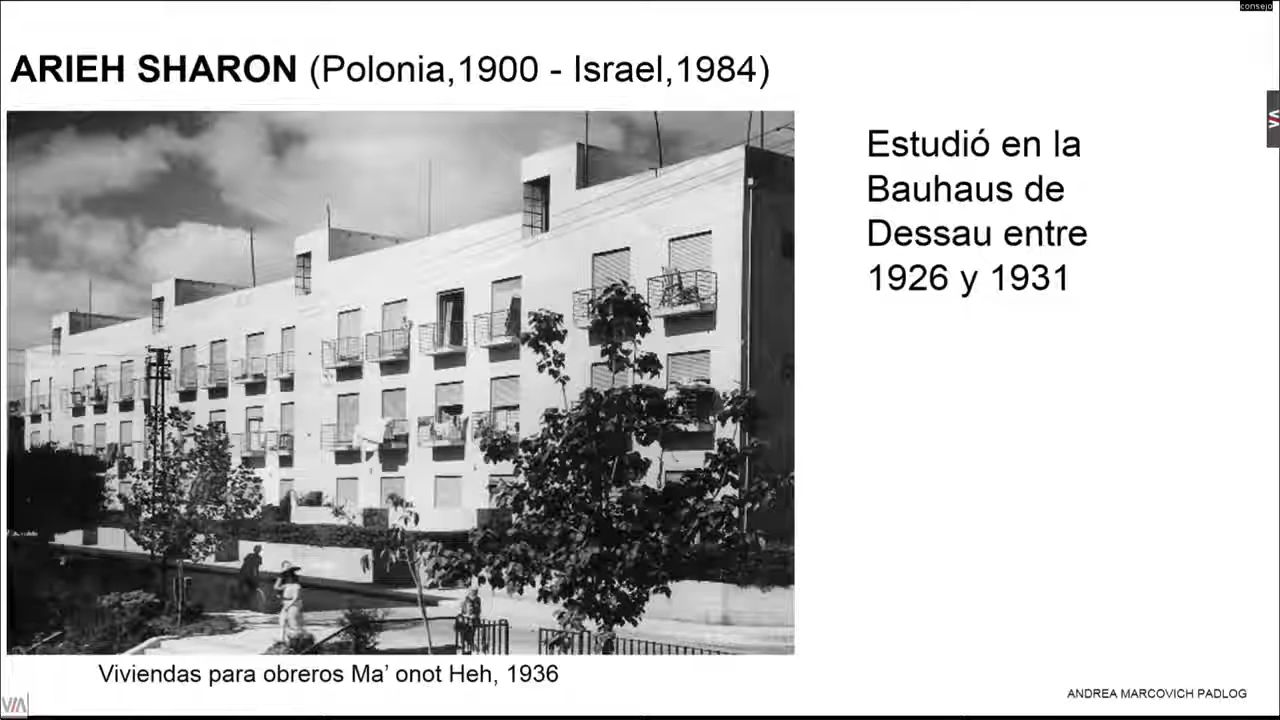 consejo
ARIEH SHARON (Polonia,1900 - Israel,1984)
Estudió en la
Bauhaus de
Dessau entre
1926 y 1931
Viviendas para obreros Ma’ onot Heh, 1936
ANDREA MARCOVICH PADLOG
VIA